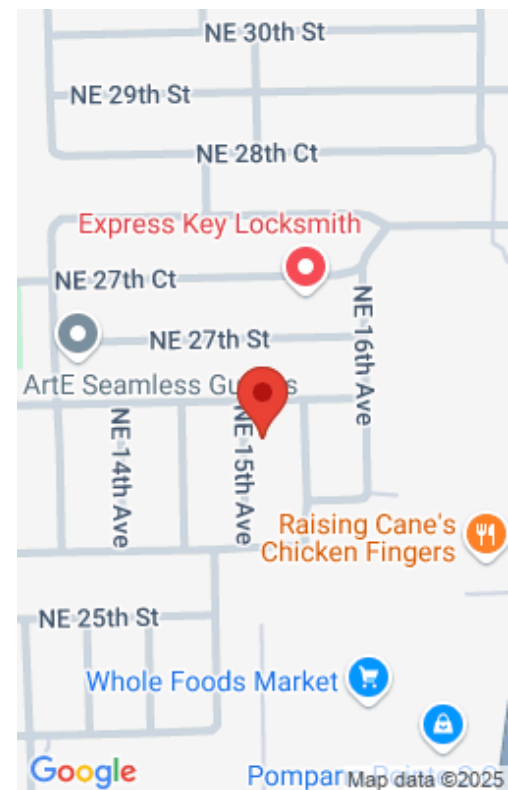 NE 30th St
NE 29th St
NE 28th Ct
Express Key Locksmith
NE 27th Ct
NE 16th Ave
NE 27th St
ArtE Seamless
NE 14th Ave
NE 15th Ave
Raising Cane's
Chicken Fingers
NE 25th St
Whole Foods Market
Google
Map data ©2025